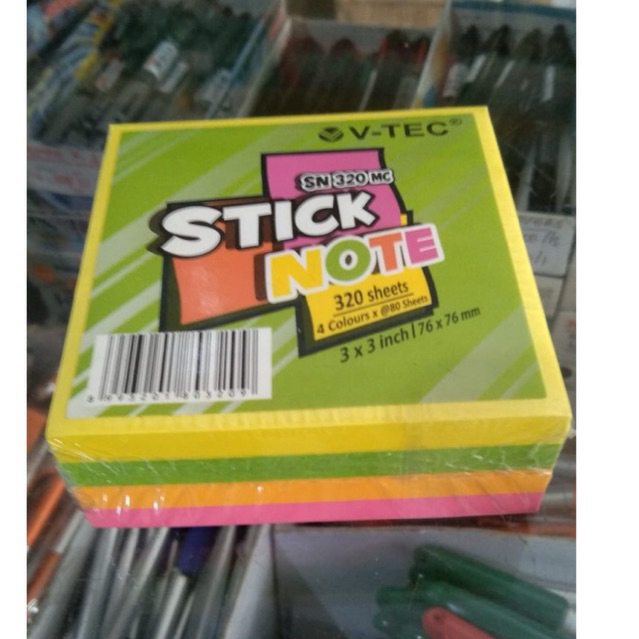 V-TEC®
SN 320 MC
STICK
NOTE
320 sheets
4 Colours x @80 Sheets
3 x 3 inch | 76 x 76 mm